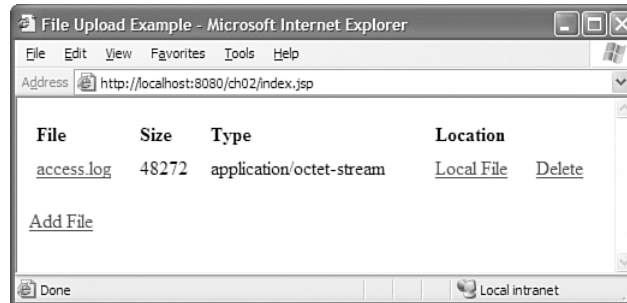 File Upload Example - Microsoft Internet Explorer
File Edit View Favorites Tools Help
Address http://localhost:8080/ch02/index.jsp
File Size Type Location
access.log 48272 application/octet-stream Local File Delete
Add File
Done Local intranet